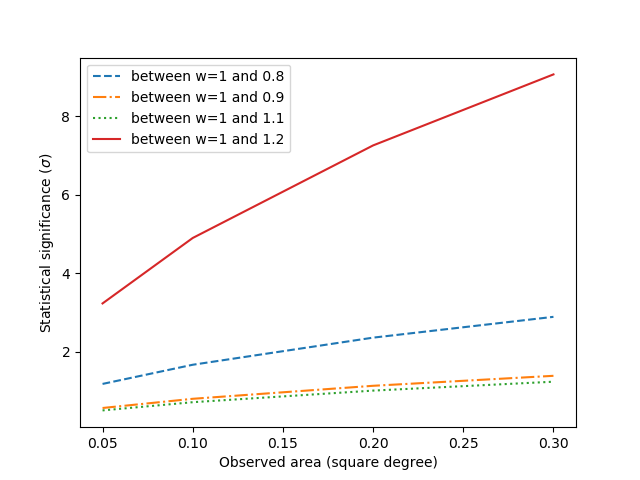 between w=1 and 0.8
between w=1 and 0.9
between w=1 and 1.1
between w=1 and 1.2
8
6
4
2
Statistical significance (σ)
0.05 0.10 0.15 0.20 0.25 0.30
Observed area (square degree)